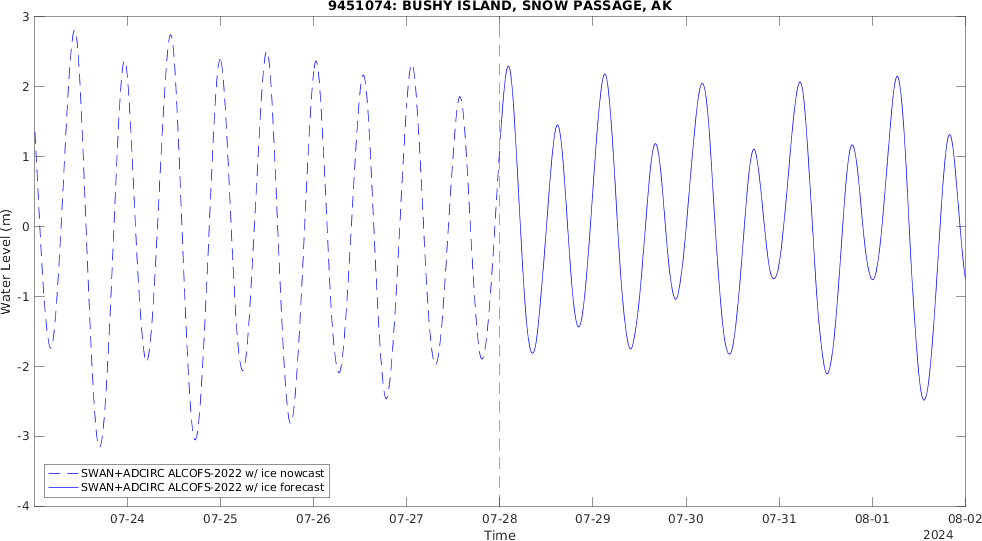 9451074: BUSHY ISLAND, SNOW PASSAGE, AK
3
2
1
0
-1
-2
-3
-4
Water Level (m)
SWAN+ADCIRC ALCOFS-2022 w/ ice nowcast
SWAN+ADCIRC ALCOFS-2022 w/ ice forecast
07-24 07-25 07-26 07-27 07-28 07-29 07-30 07-31 08-01 08-02
Time
2024